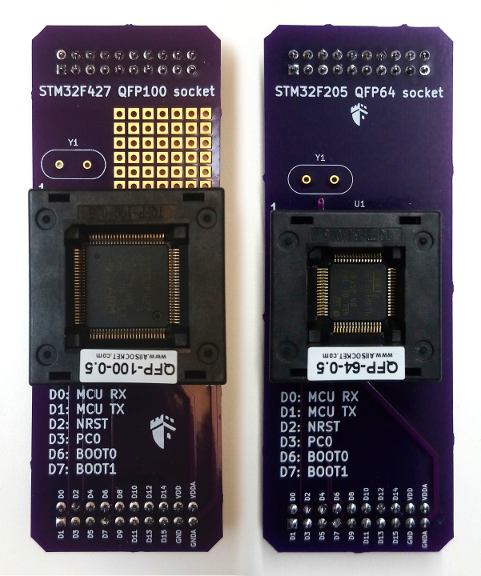 STM32F427 QFP100 socket
Y1
1
QFP-100-0.5
www.AllSOCKET.com
D0: MCU RX
D1: MCU TX
D2: NRST
D3: PC0
D6: BOOT0
D7: BOOT1
D0 D2 D4 D6 D8 D10 D12 D14 VDD VDDA
D1 D3 D5 D7 D9 D11 D13 D15 GND GNDA
STM32F205 QFP64 socket
Y1
1
U1
QFP-64-0.5
www.AllSOCKET.com
D0: MCU RX
D1: MCU TX
D2: NRST
D3: PC0
D6: BOOT0
D7: BOOT1
D0 D2 D4 D6 D8 D10 D12 D14 VDD VDDA
D1 D3 D5 D7 D9 D11 D13 D15 GND GNDA